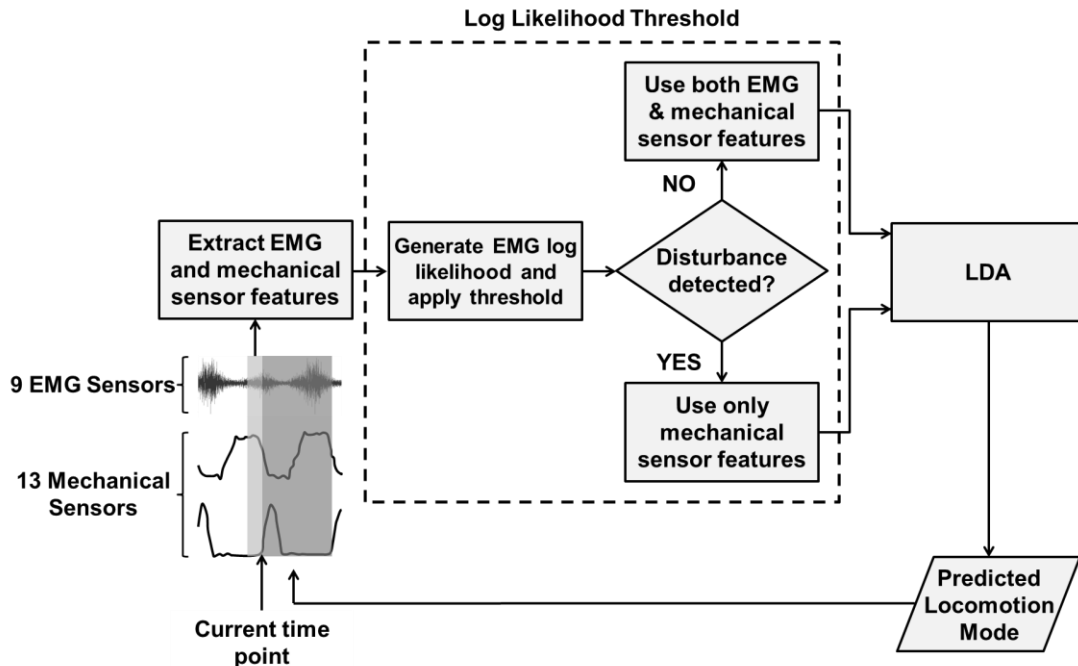 Log Likelihood Threshold
Use both EMG
& mechanical
sensor features
NO
Extract EMG
and mechanical
sensor features
Generate EMG log
likelihood and
apply threshold
Disturbance
detected?
LDA
YES
9 EMG Sensors
Use only
mechanical
sensor features
13 Mechanical
Sensors
Predicted
Locomotion
Mode
Current time
point